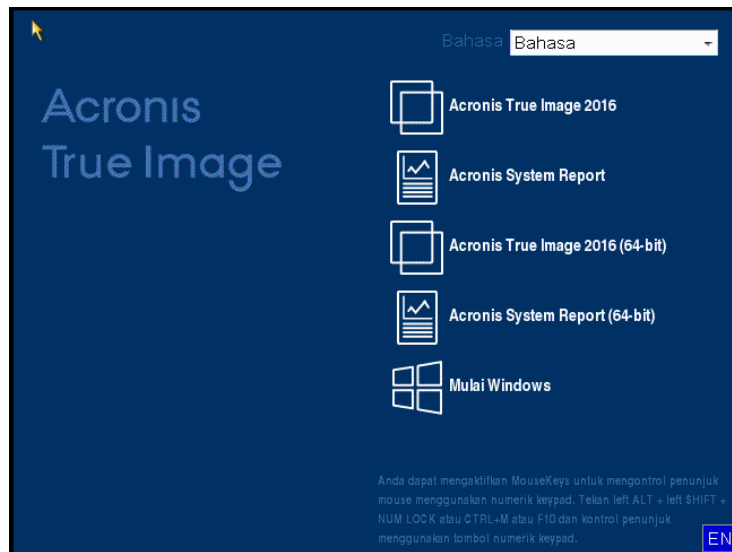 Bahasa Bahasa
Acronis
True Image
Acronis True Image 2016
Acronis System Report
Acronis True Image 2016 (64-bit)
Acronis System Report (64-bit)
Mulai Windows
Anda dapat mengaktifkan MouseKeys untuk mengontrol penunjuk
mouse menggunakan numerik keypad. Tekan left ALT + left SHIFT +
NUM LOCK atau CTRL+M atau F10 dan kontrol penunjuk
menggunakan tombol numerik keypad.
EN